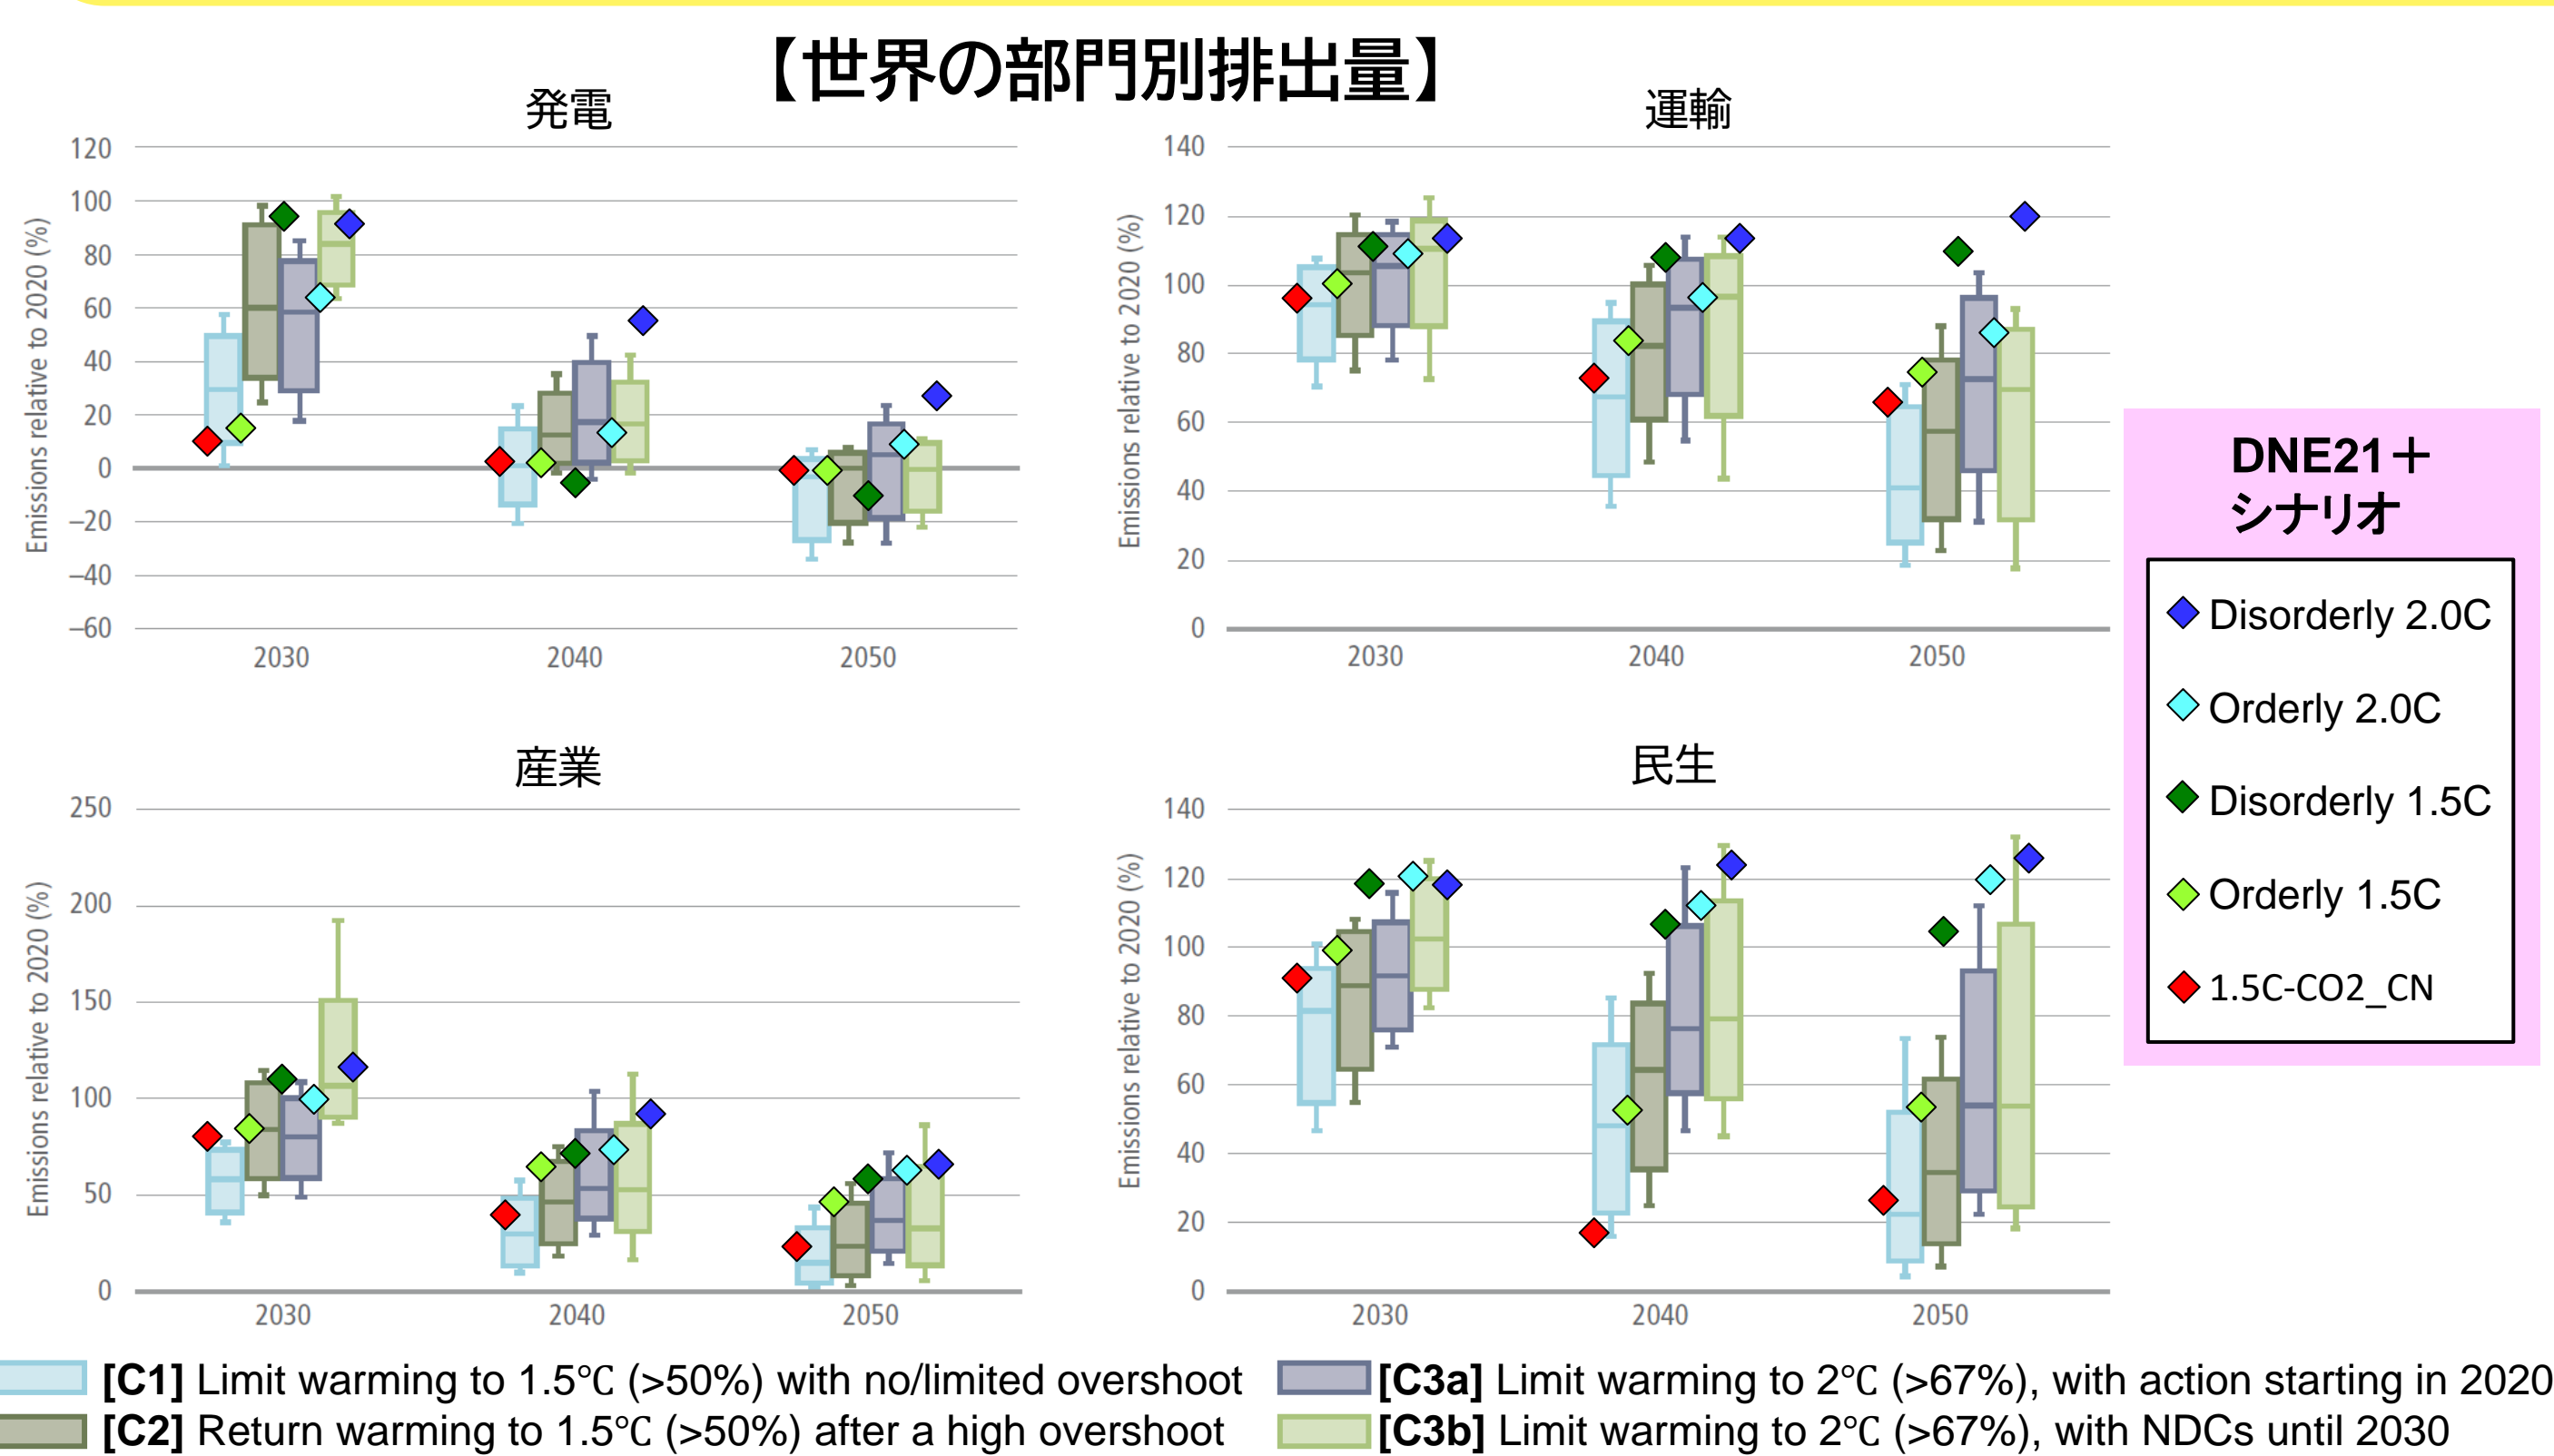 【世界の部門別排出量】
発電
120
100
80
60
40
20
0
−20
−40
−60
Emissions relative to 2020 (%)
2030 2040 2050
運輸
140
120
100
80
60
40
20
0
Emissions relative to 2020 (%)
2030 2040 2050
産業
250
200
150
100
50
0
Emissions relative to 2020 (%)
2030 2040 2050
民生
140
120
100
80
60
40
20
0
Emissions relative to 2020 (%)
2030 2040 2050
DNE21＋
シナリオ
Disorderly 2.0C
Orderly 2.0C
Disorderly 1.5C
Orderly 1.5C
1.5C-CO2_CN
[C1] Limit warming to 1.5℃ (>50%) with no/limited overshoot
[C2] Return warming to 1.5℃ (>50%) after a high overshoot
[C3a] Limit warming to 2℃ (>67%), with action starting in 2020
[C3b] Limit warming to 2℃ (>67%), with NDCs until 2030